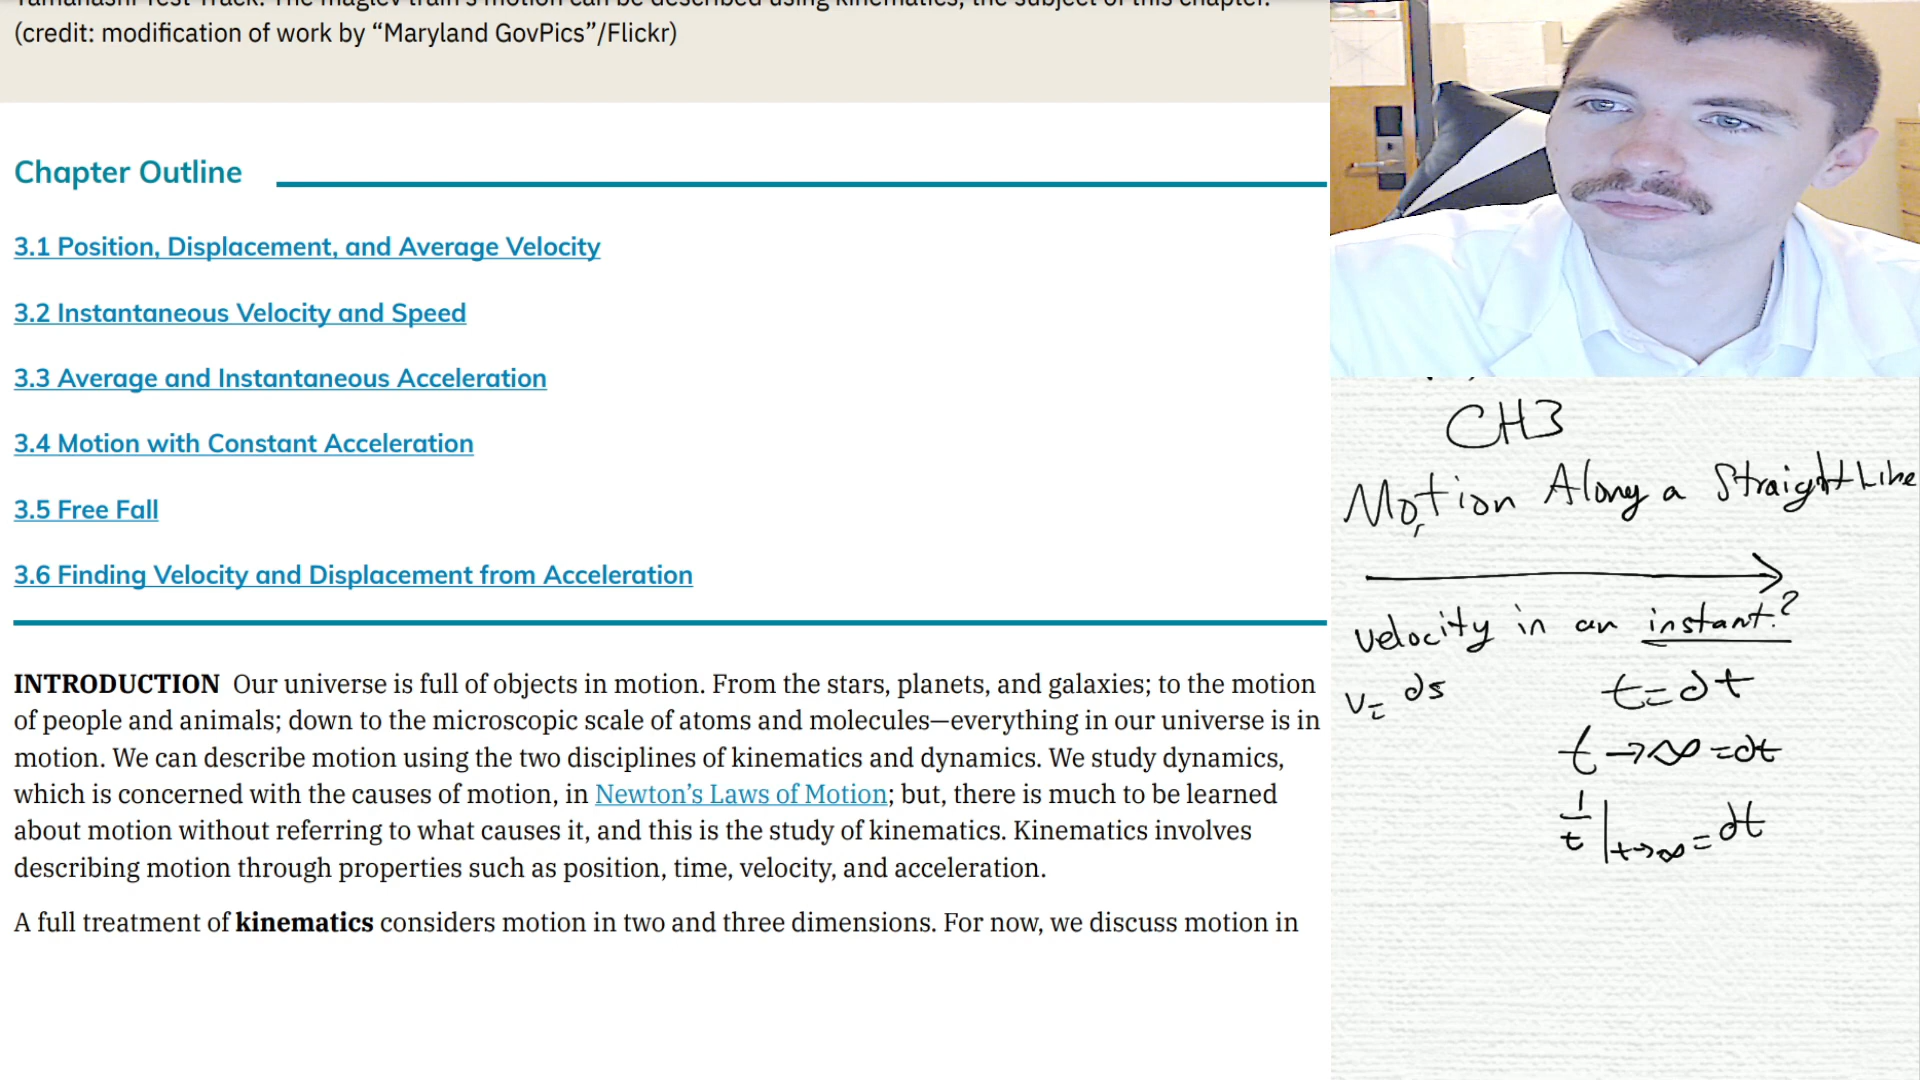 (credit: modification of work by “Maryland GovPics”/Flickr)
Chapter Outline
3.1 Position, Displacement, and Average Velocity
3.2 Instantaneous Velocity and Speed
3.3 Average and Instantaneous Acceleration
3.4 Motion with Constant Acceleration
3.5 Free Fall
3.6 Finding Velocity and Displacement from Acceleration
INTRODUCTION Our universe is full of objects in motion. From the stars, planets, and galaxies; to the motion
of people and animals; down to the microscopic scale of atoms and molecules—everything in our universe is in
motion. We can describe motion using the two disciplines of kinematics and dynamics. We study dynamics,
which is concerned with the causes of motion, in Newton’s Laws of Motion; but, there is much to be learned
about motion without referring to what causes it, and this is the study of kinematics. Kinematics involves
describing motion through properties such as position, time, velocity, and acceleration.
A full treatment of kinematics considers motion in two and three dimensions. For now, we discuss motion in
CH3
Motion Along a Straight Line
velocity in an instant?
v= ds t=dt
t→∞=dt
1/t |t→∞ = dt